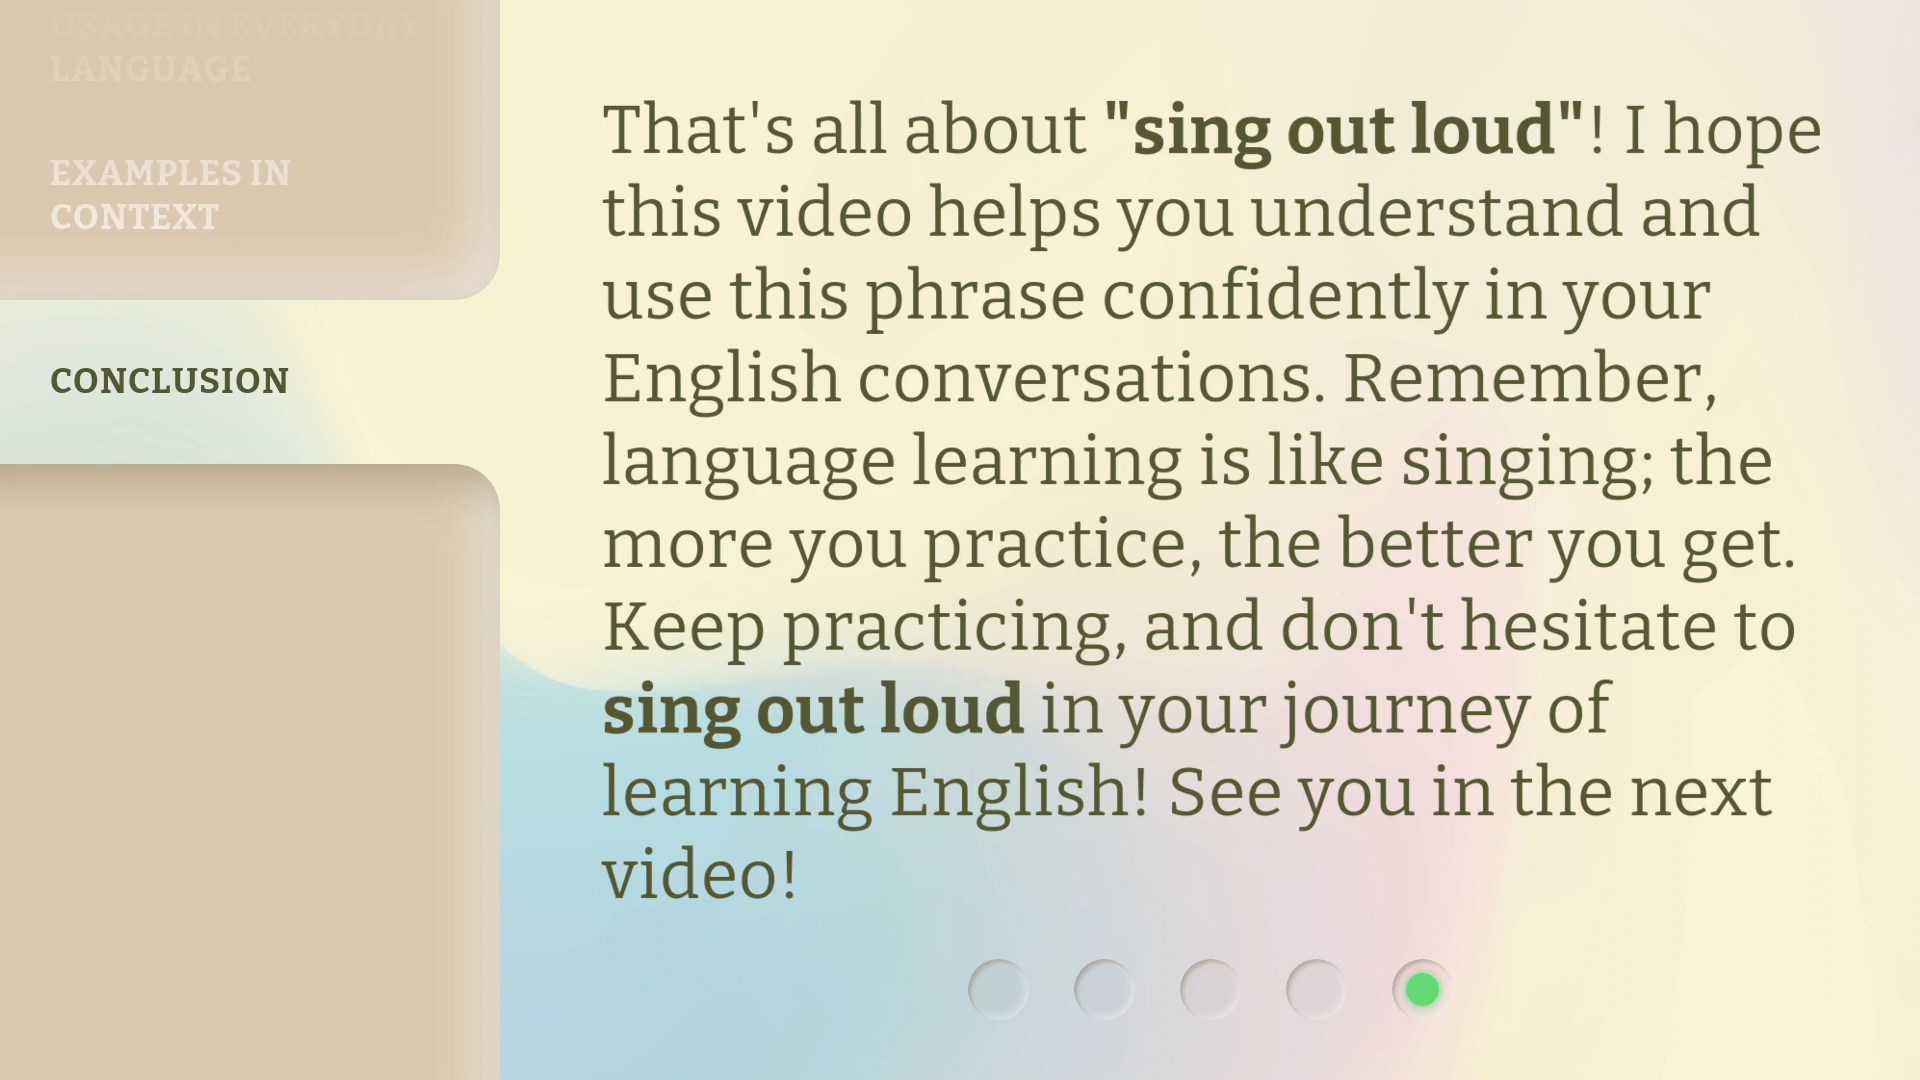 USAGE IN EVERYDAY
LANGUAGE
EXAMPLES IN
CONTEXT
CONCLUSION
That's all about "sing out loud"! I hope
this video helps you understand and
use this phrase confidently in your
English conversations. Remember,
language learning is like singing; the
more you practice, the better you get.
Keep practicing, and don't hesitate to
sing out loud in your journey of
learning English! See you in the next
video!